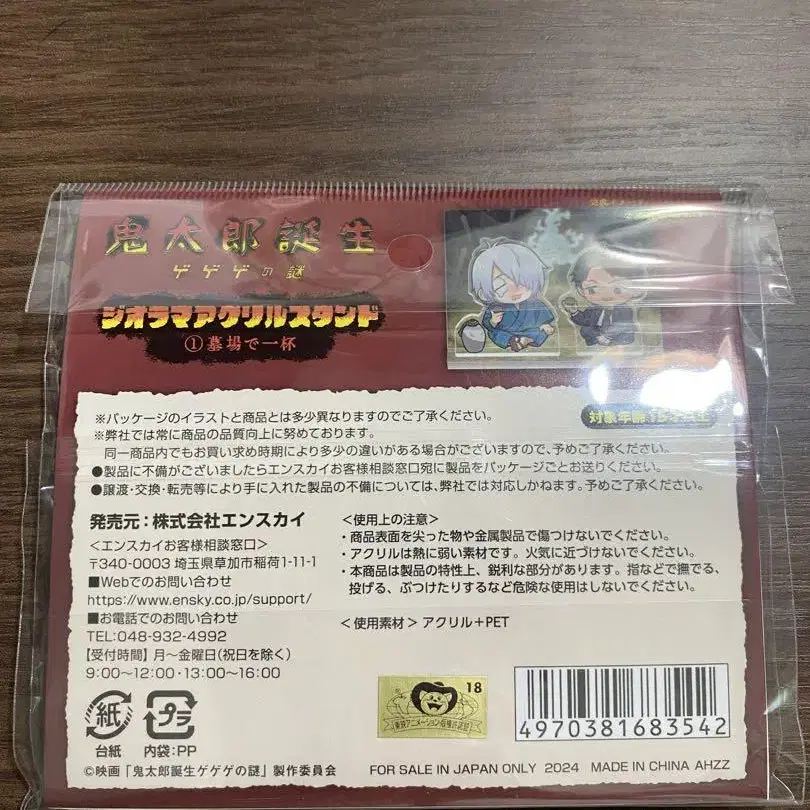 鬼太郎誕生
ゲゲゲの謎
ジオラマアクリルスタンド
①墓場で一杯
※パッケージのイラストと商品とは多少異なりますのでご了承ください。
※弊社では常に商品の品質向上に努めております。
同一商品内でもお買い求め時期により多少の違いがある場合がございますので、予めご了承ください。
●製品に不備がございましたらエンスカイお客様相談窓口宛に製品をパッケージごとお送りください。
●譲渡・交換・転売等により手に入れた製品の不備については、弊社では対応しかねます。予めご了承ください。
対象年齢15才以上
発売元：株式会社エンスカイ
＜エンスカイお客様相談窓口＞
〒340-0003 埼玉県草加市稲荷1-11-1
■Webでのお問い合わせ
https://www.ensky.co.jp/support/
■お電話でのお問い合わせ
TEL:048-932-4992
【受付時間】月～金曜日(祝日を除く)
9:00～12:00・13:00～16:00
＜使用上の注意＞
・商品表面を尖った物や金属製品で傷つけないでください。
・アクリルは熱に弱い素材です。火気に近づけないでください。
・本商品は製品の特性上、鋭利な部分があります。指などで撫でる、
投げる、ぶつけたりするなど危険な使用はしないでください。
＜使用素材＞アクリル＋PET
紙
台紙
プラ
内袋:PP
18
4970381683542
©映画「鬼太郎誕生ゲゲゲの謎」製作委員会
FOR SALE IN JAPAN ONLY 2024 MADE IN CHINA AHZZ